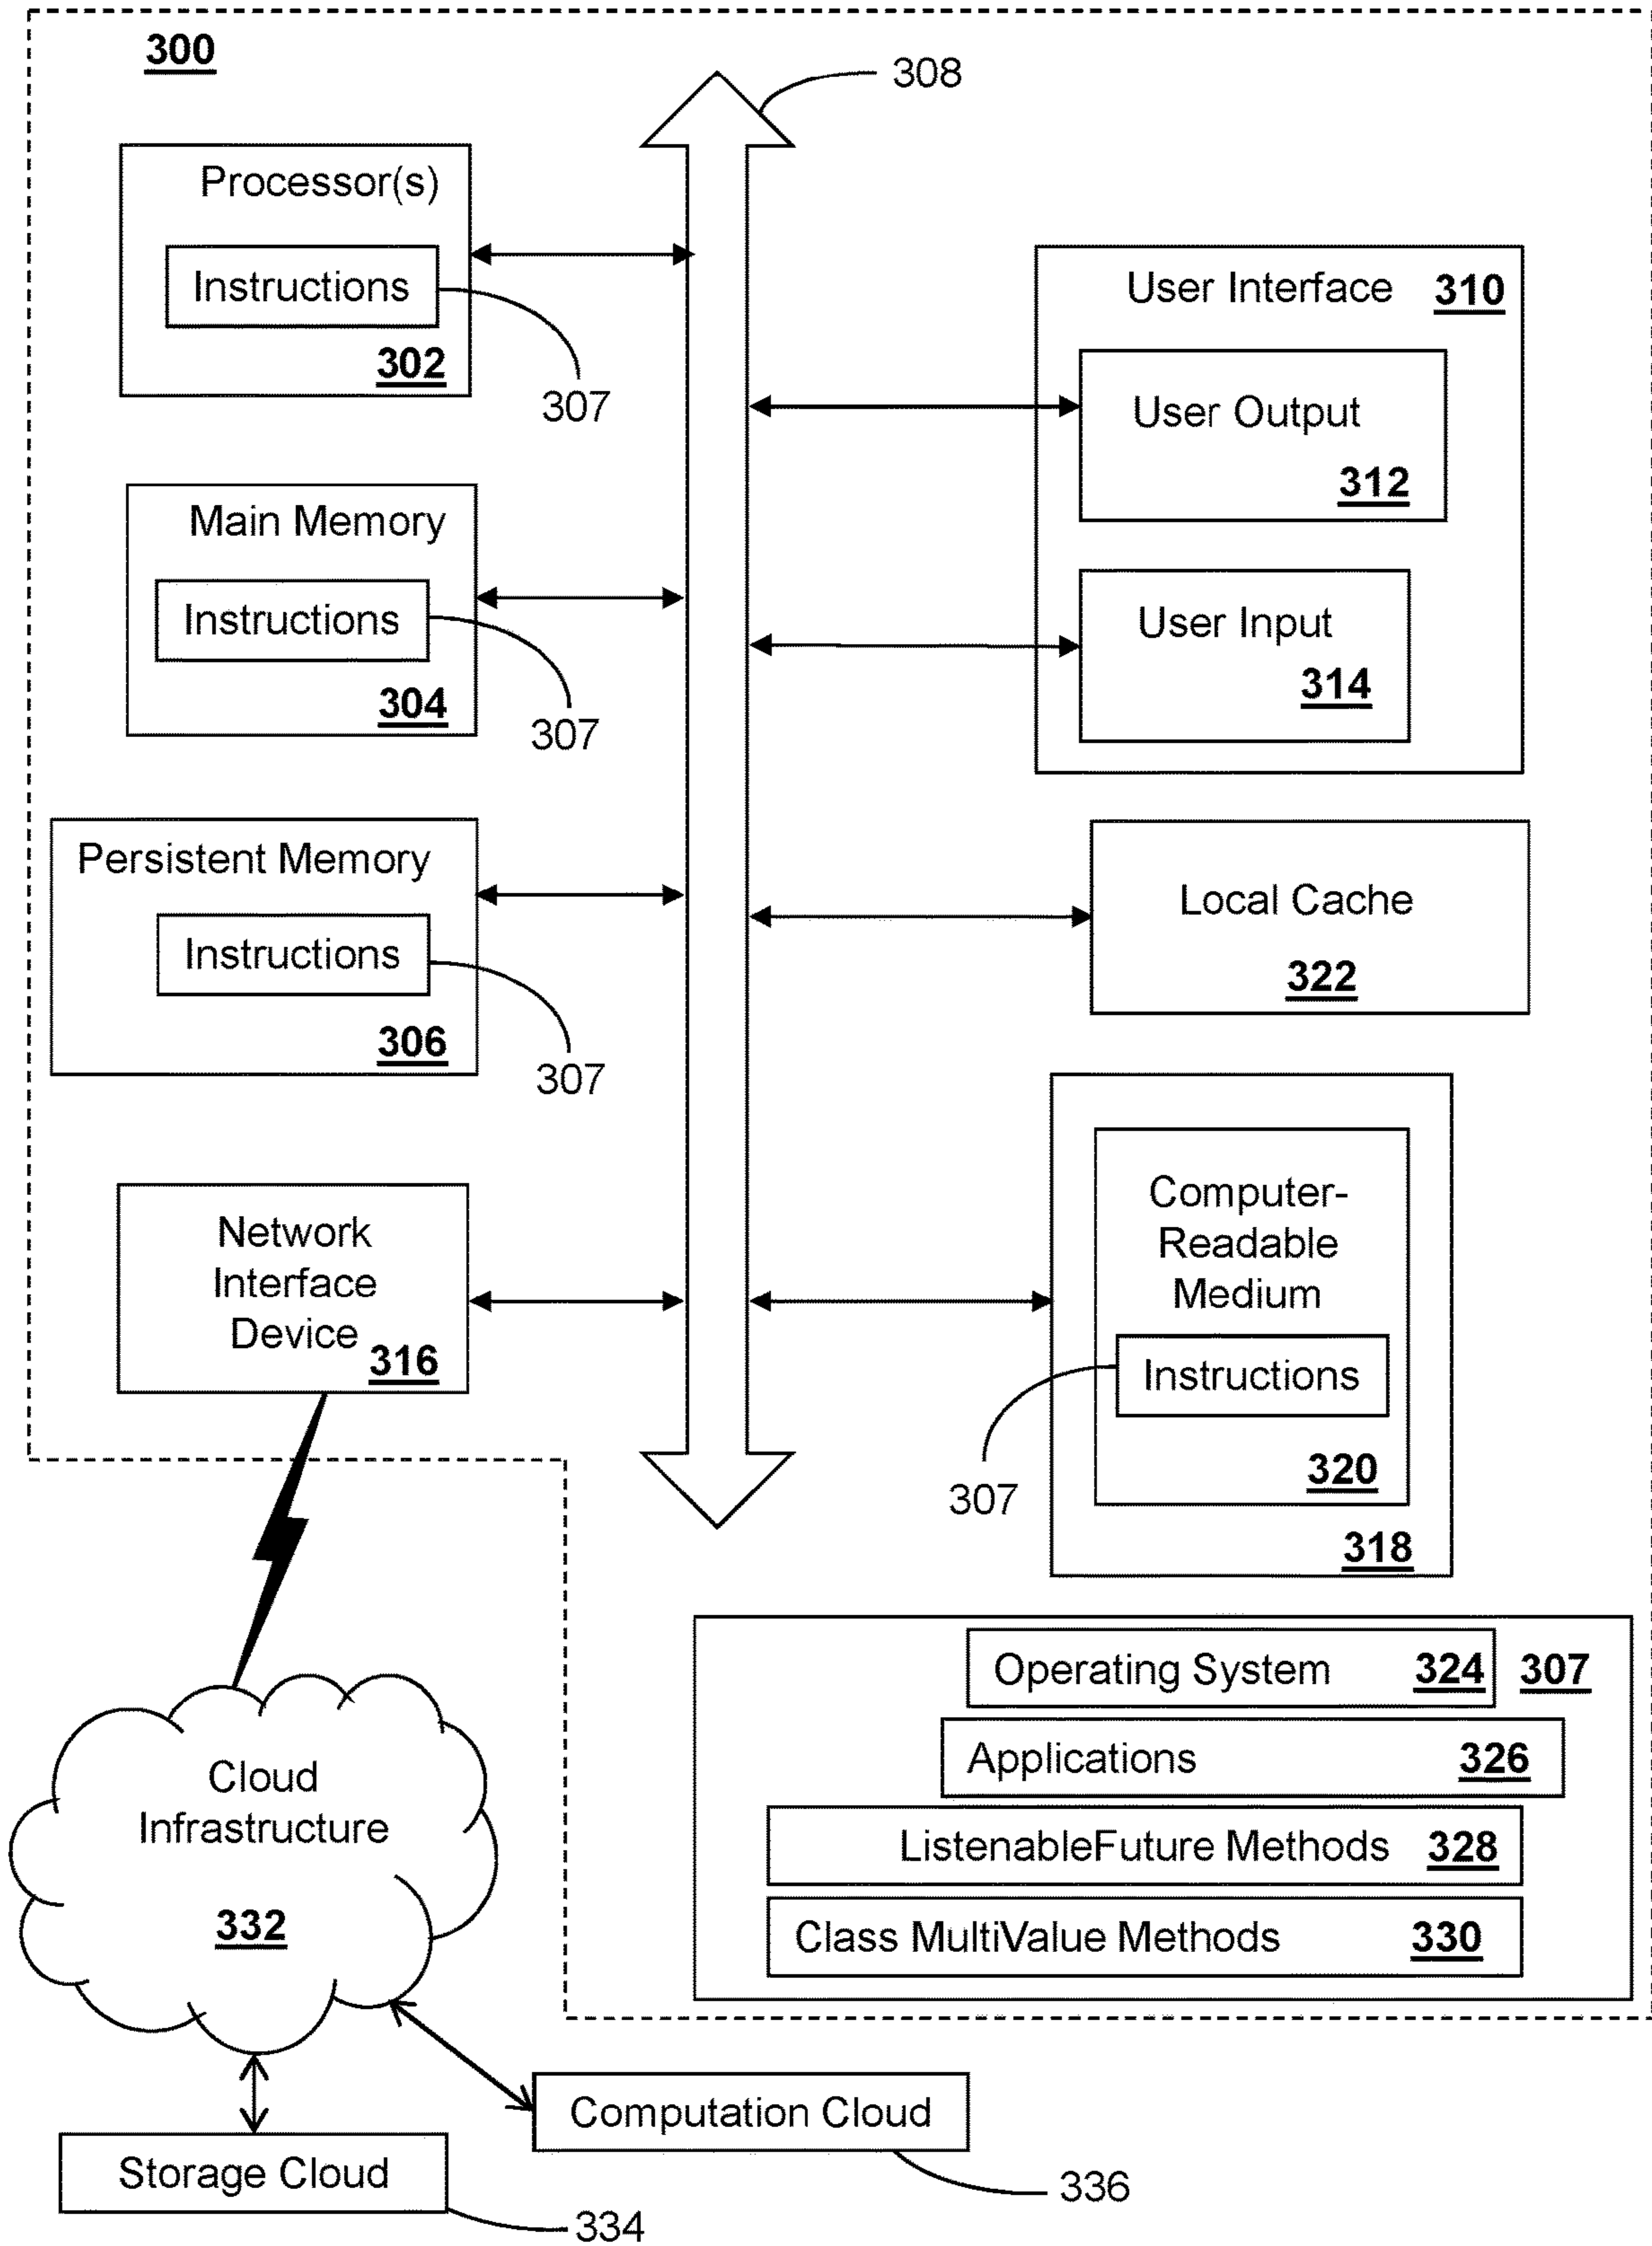 300
308
Processor(s)
Instructions
302
307
User Interface 310
User Output
312
Main Memory
Instructions
304
307
User Input
314
Persistent Memory
Instructions
306
307
Local Cache
322
Network
Interface
Device
316
Computer-
Readable
Medium
Instructions
307
320
318
Operating System 324
307
Applications 326
ListenableFuture Methods 328
Class MultiValue Methods 330
Cloud
Infrastructure
332
Computation Cloud
336
Storage Cloud
334